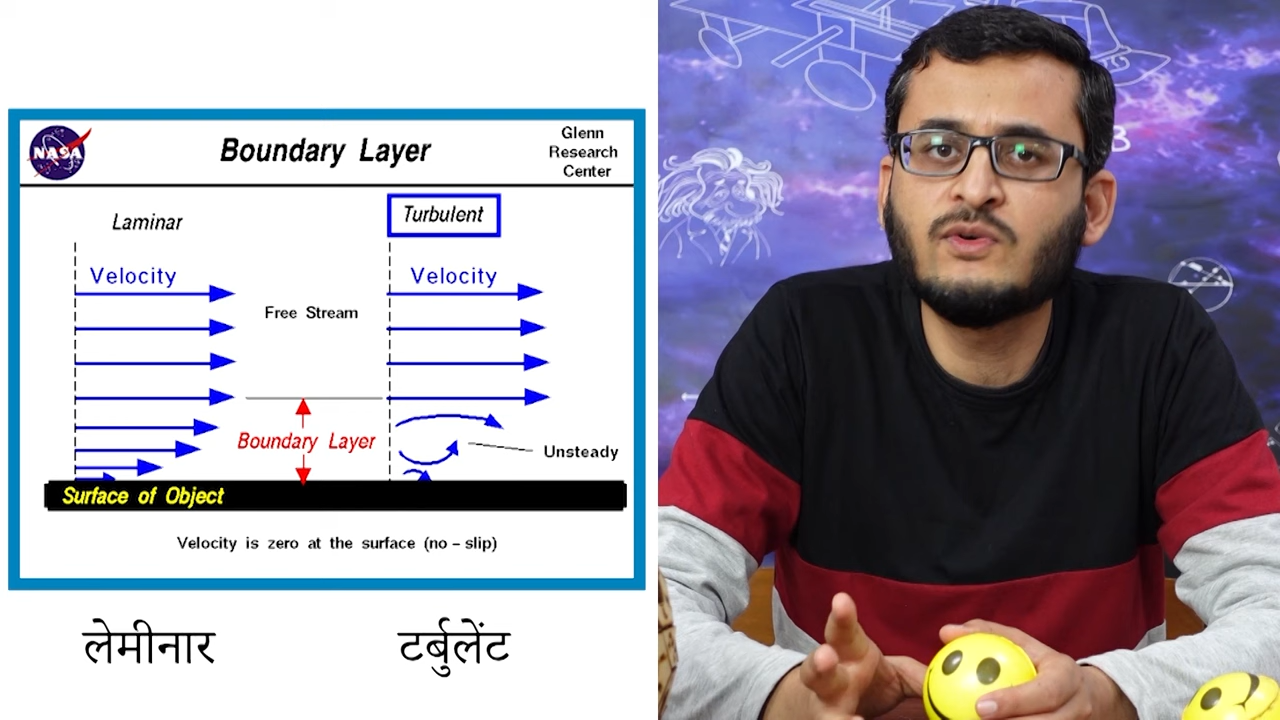 NASA
Boundary Layer
Glenn
Research
Center
Laminar
Turbulent
Velocity
Velocity
Free Stream
Boundary Layer
Unsteady
Surface of Object
Velocity is zero at the surface (no - slip)
लेमीनार
टर्बुलेंट